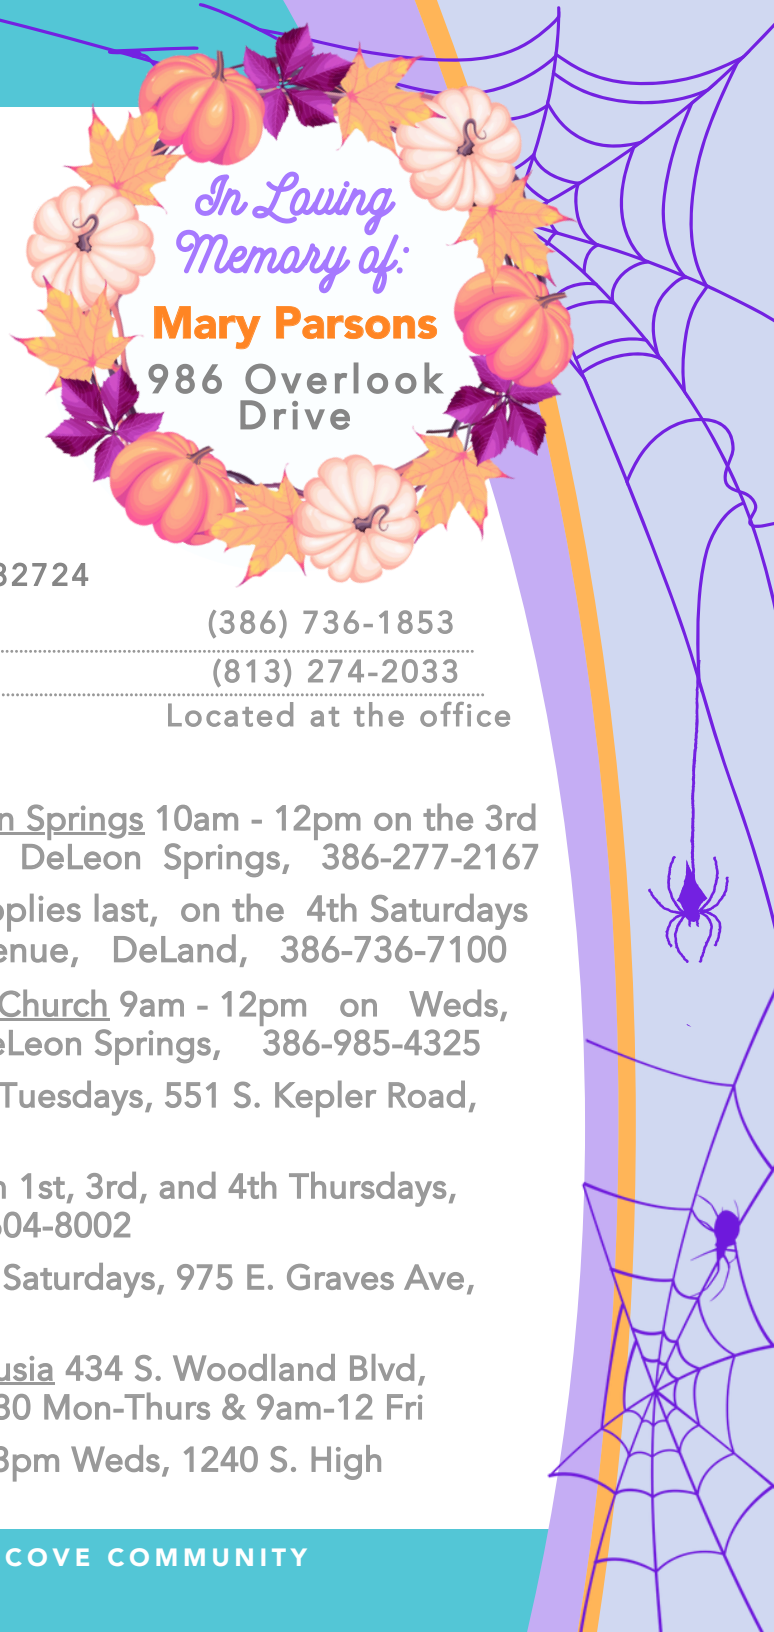 In Loving
Memory of:
Mary Parsons
986 Overlook
Drive
32724
(386) 736-1853
(813) 274-2033
Located at the office
n Springs 10am - 12pm on the 3rd
DeLeon Springs, 386-277-2167
pplies last, on the 4th Saturdays
enue, DeLand, 386-736-7100
Church 9am - 12pm on Weds,
eLeon Springs, 386-985-4325
Tuesdays, 551 S. Kepler Road,
n 1st, 3rd, and 4th Thursdays,
604-8002
Saturdays, 975 E. Graves Ave,
usia 434 S. Woodland Blvd,
30 Mon-Thurs & 9am-12 Fri
3pm Weds, 1240 S. High
COVE COMMUNITY